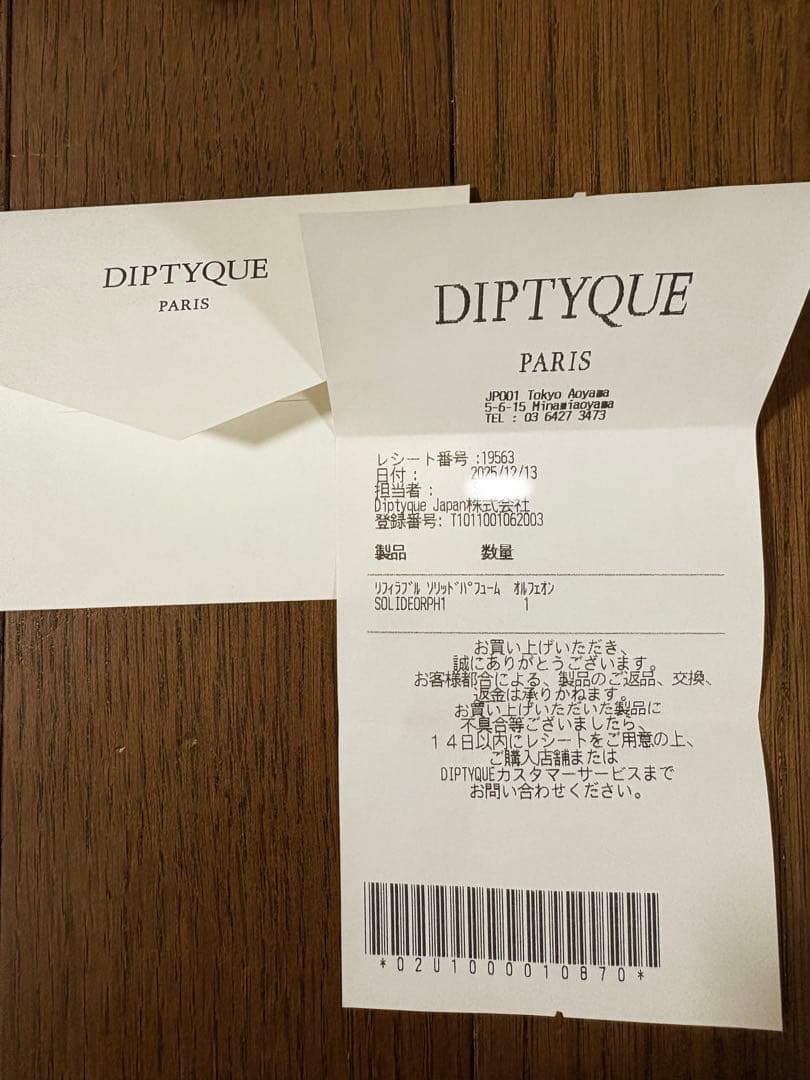 DIPTYQUE
PARIS
DIPTYQUE
PARIS
JP001 Tokyo Aoyama
5-6-15 Minamiaoyama
TEL : 03 6427 3473
レシート番号 :19563
日付 : 2025/12/13
担当者 :
Diptyque Japan株式会社
登録番号: T1011001062003
製品 数量
ﾘﾌｨﾗﾌﾞﾙ ｿﾘｯﾄﾞﾊﾟﾌｭｰﾑ ｵﾙﾌｪｵﾝ
SOLIDEORPH1 1
お買い上げいただき、
誠にありがとうございます。
お客様都合による、製品のご返品、交換、
返金は承りかねます。
お買い上げいただいた製品に
不具合等ございましたら、
１４日以内にレシートをご用意の上、
ご購入店舗または
DIPTYQUEカスタマーサービスまで
お問い合わせください。
*02U1000010870*